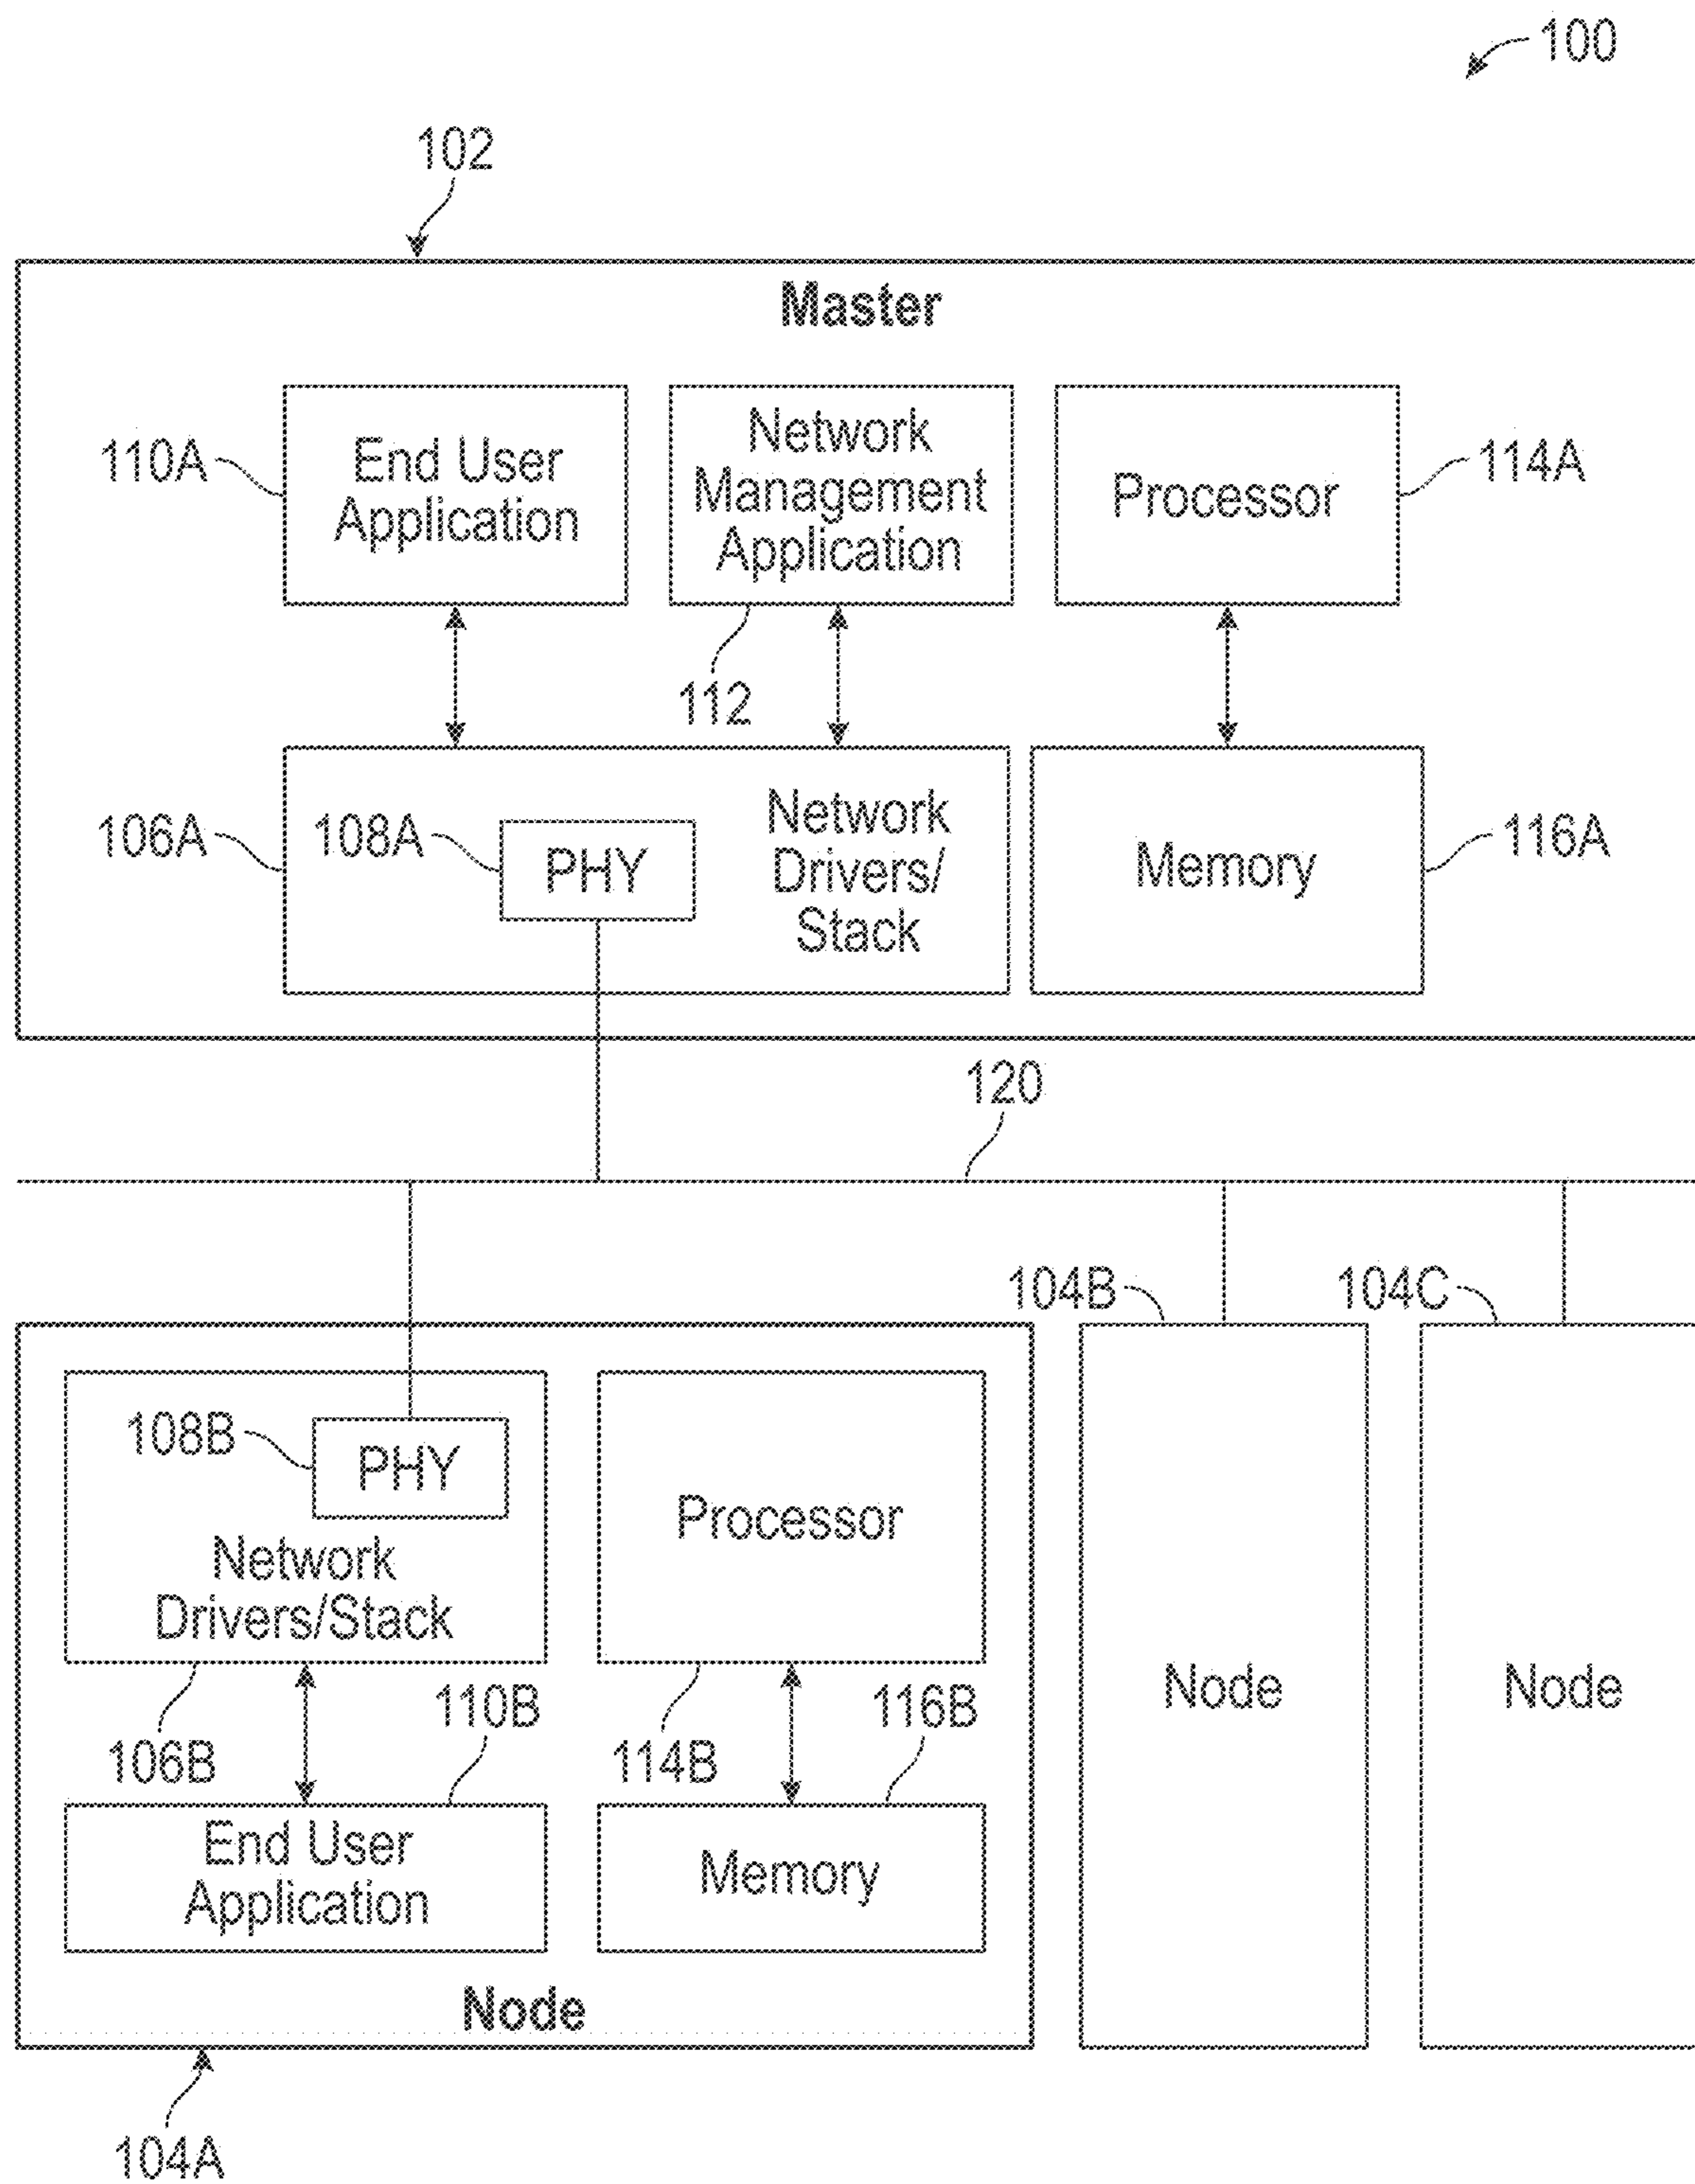 100
102
Master
110A
End User
Application
Network
Management
Application
Processor
114A
112
106A
108A
PHY
Network
Drivers/
Stack
Memory
116A
120
104B
104C
108B
PHY
Network
Drivers/Stack
Processor
106B
110B
114B
116B
End User
Application
Memory
Node
Node
Node
104A